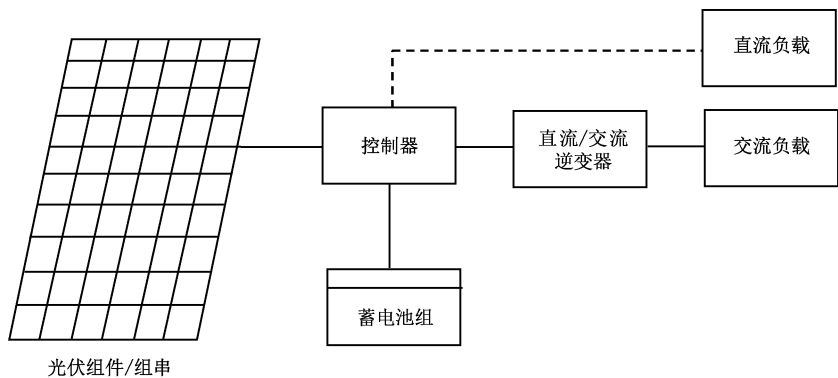 直流负载
控制器
直流/交流
逆变器
交流负载
蓄电池组
光伏组件/组串